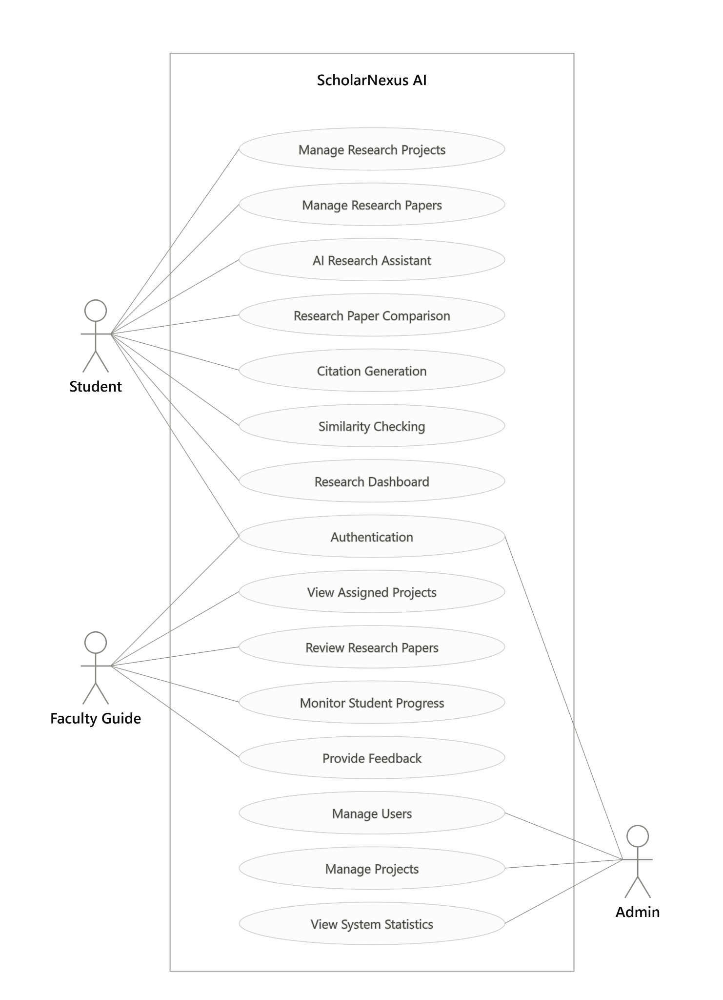 ScholarNexus AI
Manage Research Projects
Manage Research Papers
AI Research Assistant
Research Paper Comparison
Student
Citation Generation
Similarity Checking
Research Dashboard
Authentication
View Assigned Projects
Review Research Papers
Monitor Student Progress
Faculty Guide
Provide Feedback
Manage Users
Manage Projects
Admin
View System Statistics